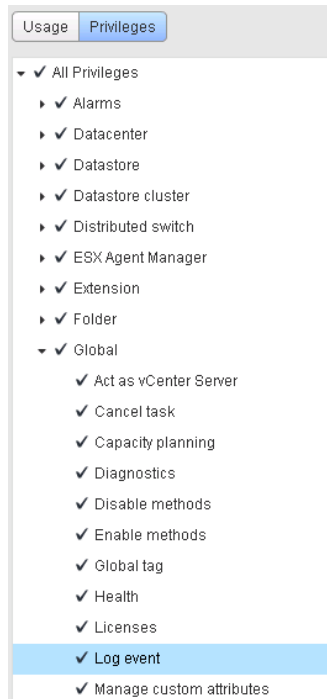 Usage Privileges
All Privileges
Alarms
Datacenter
Datastore
Datastore cluster
Distributed switch
ESX Agent Manager
Extension
Folder
Global
Act as vCenter Server
Cancel task
Capacity planning
Diagnostics
Disable methods
Enable methods
Global tag
Health
Licenses
Log event
Manage custom attributes